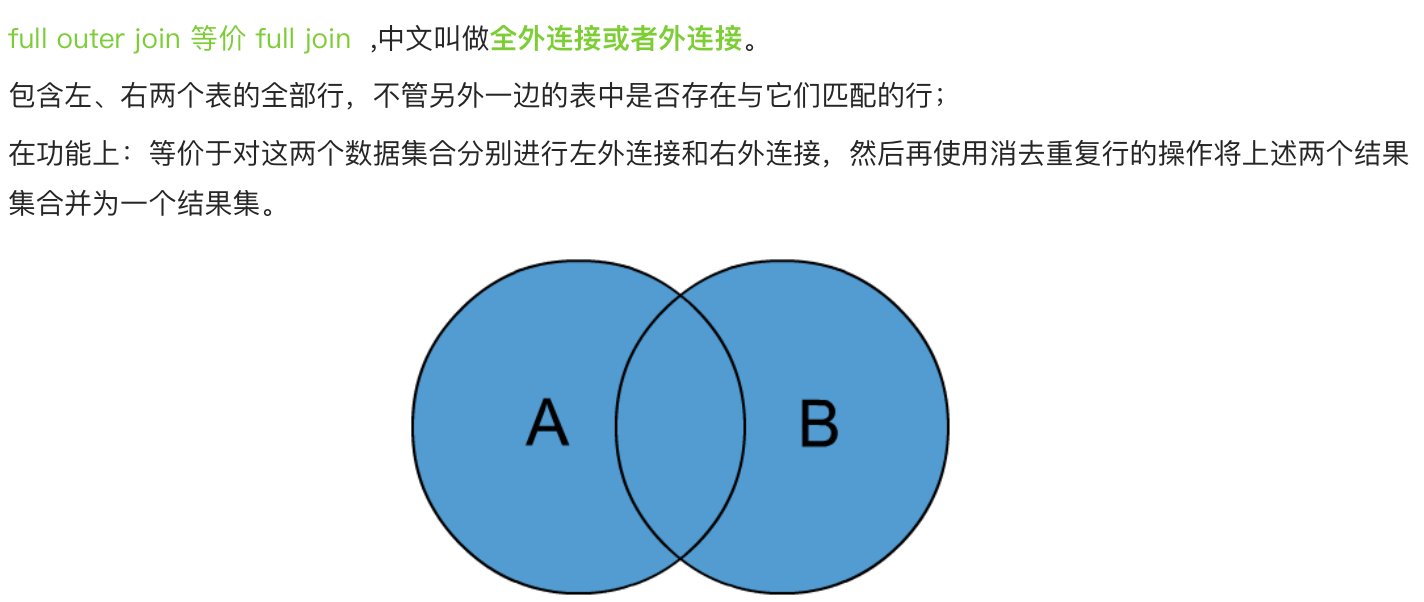 full outer join 等价 full join ,中文叫做全外连接或者外连接。
包含左、右两个表的全部行，不管另外一边的表中是否存在与它们匹配的行；
在功能上：等价于对这两个数据集合分别进行左外连接和右外连接，然后再使用消去重复行的操作将上述两个结果
集合并为一个结果集。
A B